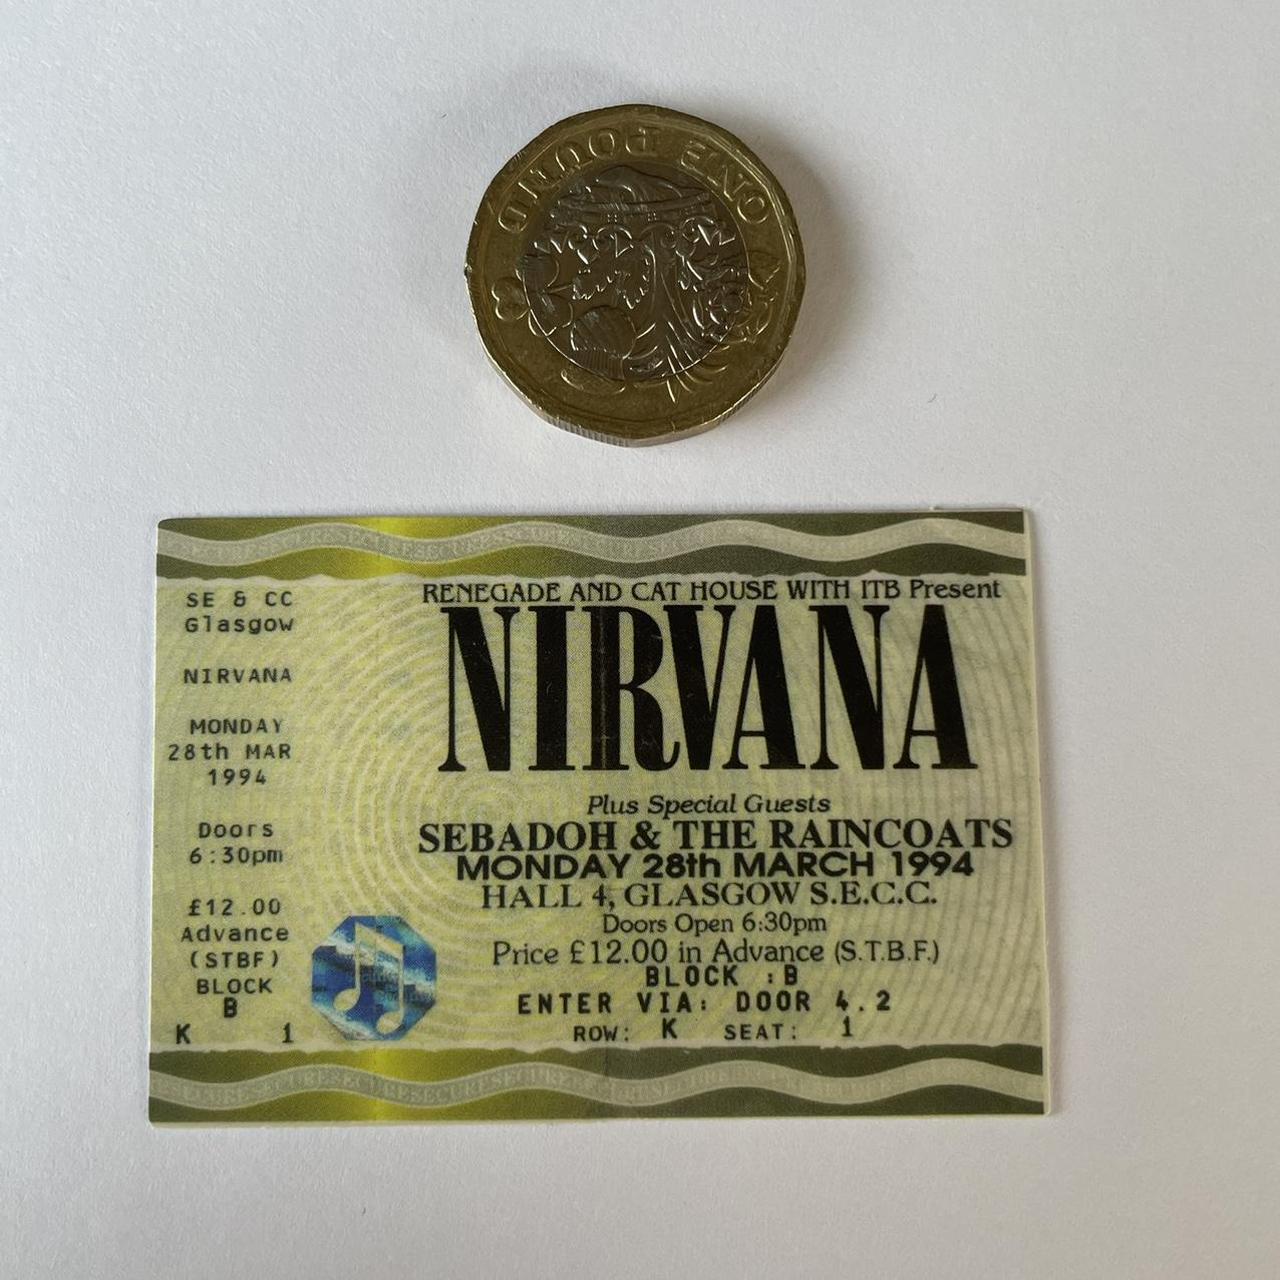 ONE POUND
SECURESECURESECURESECURESECURE
SE & CC
Glasgow
NIRVANA
MONDAY
28th MAR
1994
Doors
6:30pm
£12.00
Advance
(STBF)
BLOCK
B
K 1
RENEGADE AND CAT HOUSE WITH ITB Present
NIRVANA
Plus Special Guests
SEBADOH & THE RAINCOATS
MONDAY 28th MARCH 1994
HALL 4, GLASGOW S.E.C.C.
Doors Open 6:30pm
Price £12.00 in Advance (S.T.B.F.)
BLOCK :B
ENTER VIA: DOOR 4.2
ROW: K SEAT: 1